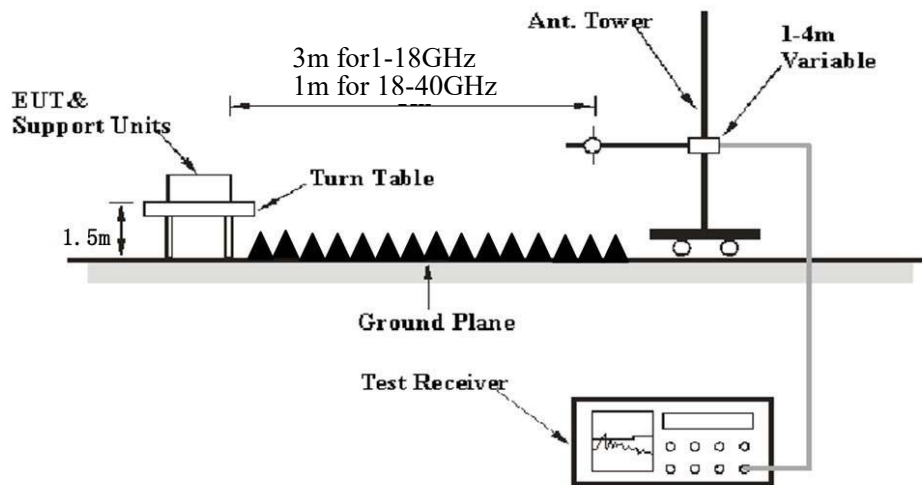 Ant. Tower
1-4m
Variable
3m for1-18GHz
1m for 18-40GHz
EUT&
Support Units
Turn Table
1.5m
Ground Plane
Test Receiver